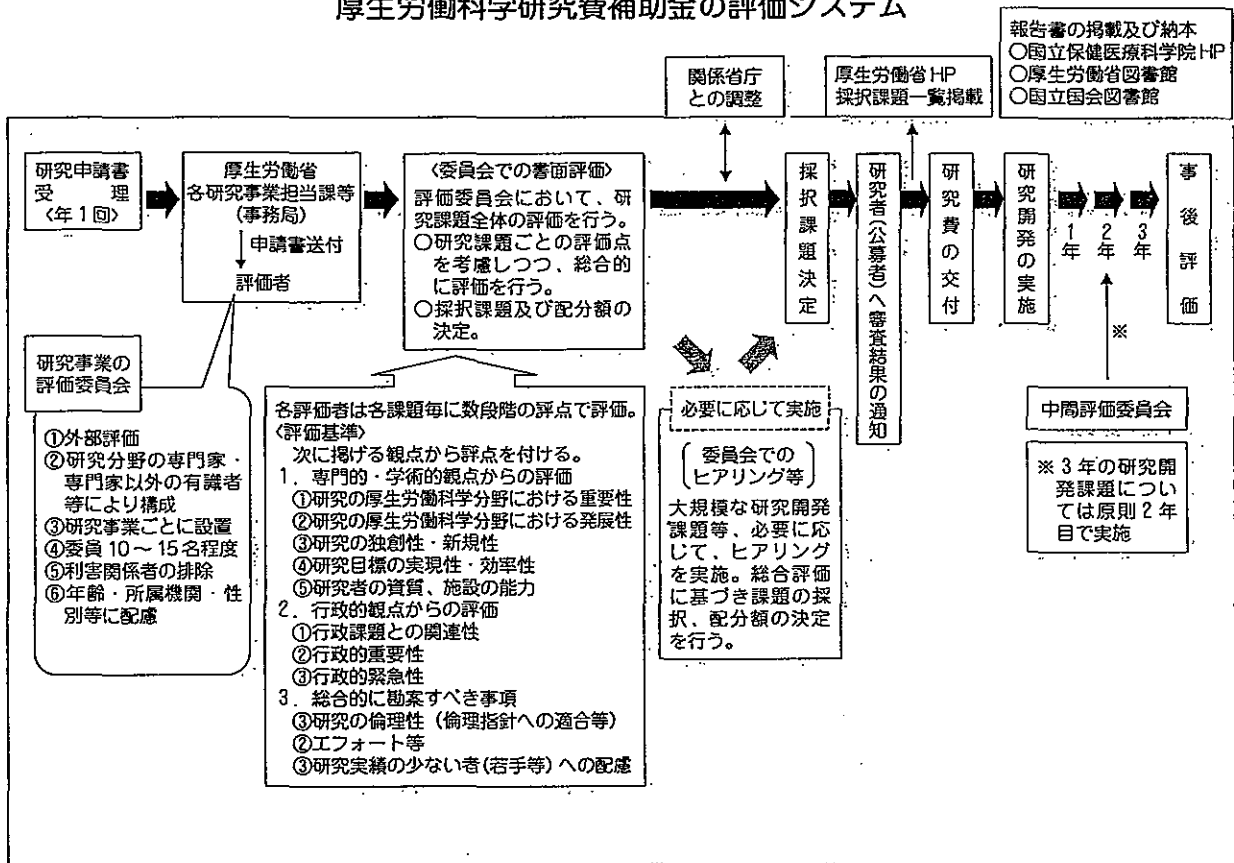 厚生労働科学研究費補助金の評価システム
報告書の掲載及び納本
○国立保健医療科学院HP
○厚生労働省図書館
○国立国会図書館
関係省庁
との調整
厚生労働省HP
採択課題一覧掲載
研究申請書
受理
〈年1回〉
厚生労働省
各研究事業担当課等
(事務局)
申請書送付
評価者
〈委員会での書面評価〉
評価委員会において、研
究課題全体の評価を行う。
○研究課題ごとの評価点
を考慮しつつ、総合的
に評価を行う。
○採択課題及び配分額の
決定。
採択課題決定
研究者(公募者)へ審査結果の通知
研究費の交付
研究開発の実施
1年
2年
3年
事後評価
研究事業の
評価委員会
①外部評価
②研究分野の専門家・
専門家以外の有識者
等により構成
③研究事業ごとに設置
④委員10～15名程度
⑤利害関係者の排除
⑥年齢・所属機関・性
別等に配慮
各評価者は各課題毎に数段階の評点で評価。
〈評価基準〉
次に掲げる観点から評点を付ける。
1．専門的・学術的観点からの評価
①研究の厚生労働科学分野における重要性
②研究の厚生労働科学分野における発展性
③研究の独創性・新規性
④研究目標の実現性・効率性
⑤研究者の資質、施設の能力
2．行政的観点からの評価
①行政課題との関連性
②行政的重要性
③行政的緊急性
3．総合的に勘案すべき事項
③研究の倫理性（倫理指針への適合等）
②エフォート等
③研究実績の少ない者(若手等)への配慮
必要に応じて実施
委員会での
ヒアリング等
大規模な研究開発
課題等、必要に応
じて、ヒアリング
を実施。総合評価
に基づき課題の採
択、配分額の決定
を行う。
※
中間評価委員会
※3年の研究開
発課題につい
ては原則2年
目で実施